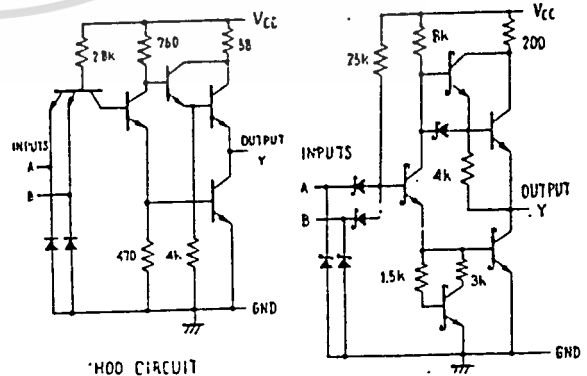 VCC
28k
760
58
INPUTS
A
B
OUTPUT
Y
470
4k
GND
'H00 CIRCUIT
VCC
25k
8k
200
INPUTS
A
B
4k
OUTPUT
Y
1.5k
3k
GND